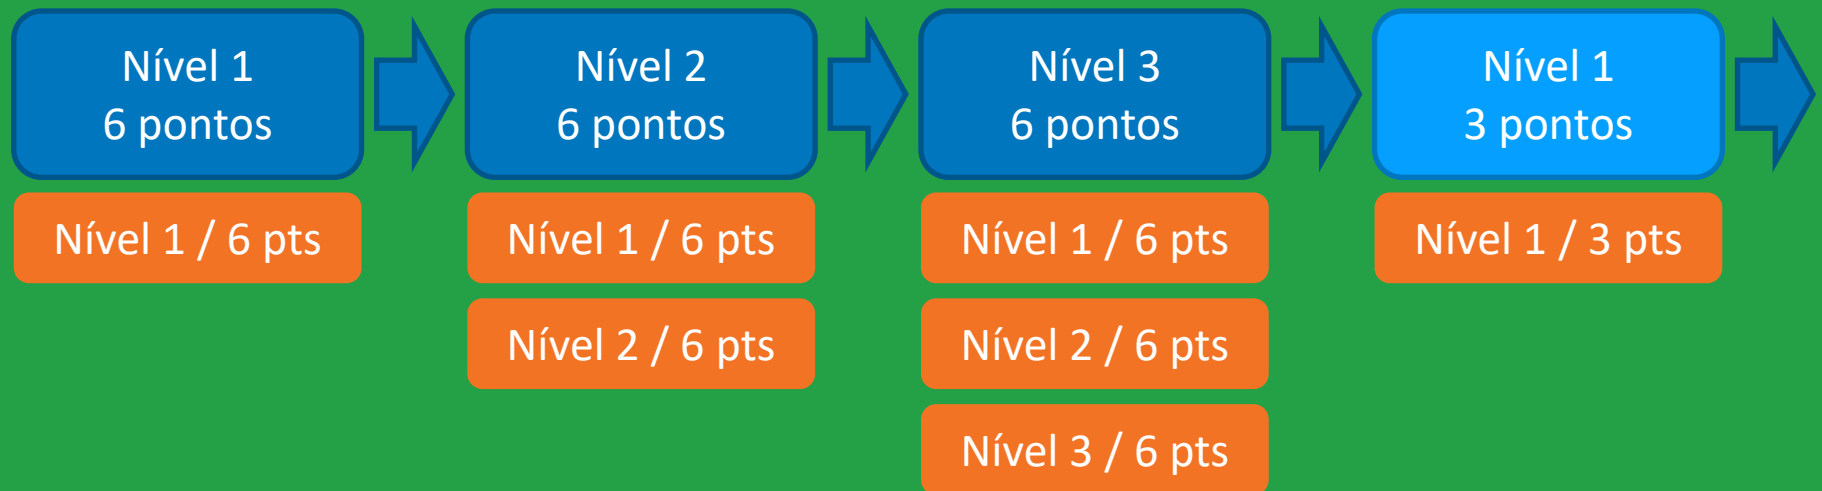 Nível 1
6 pontos
Nível 2
6 pontos
Nível 3
6 pontos
Nível 1
3 pontos
Nível 1 / 6 pts
Nível 1 / 6 pts
Nível 1 / 6 pts
Nível 1 / 3 pts
Nível 2 / 6 pts
Nível 2 / 6 pts
Nível 3 / 6 pts